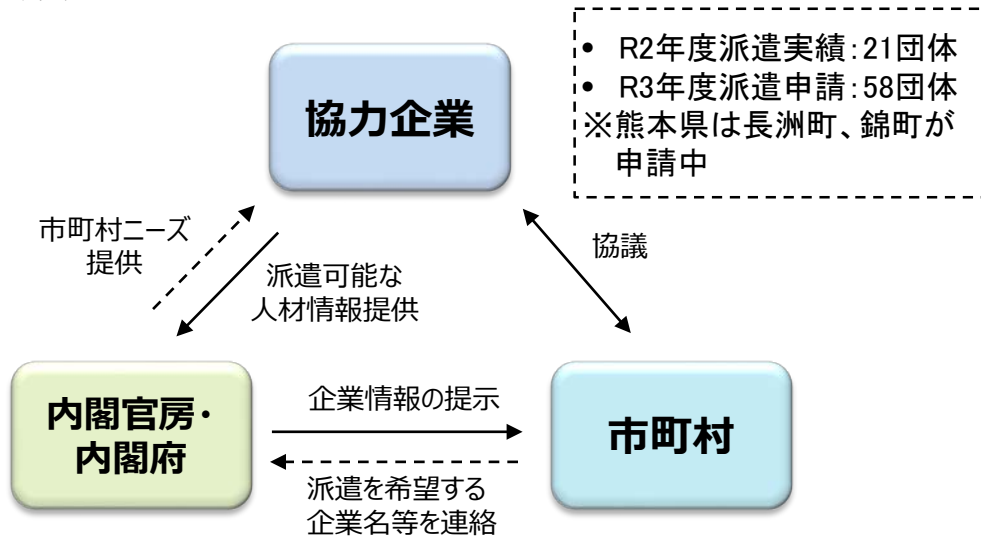 • R2年度派遣実績:21団体
• R3年度派遣申請:58団体
※熊本県は長洲町、錦町が
申請中
協力企業
市町村ニーズ
提供
派遣可能な
人材情報提供
協議
内閣官房・
内閣府
企業情報の提示
派遣を希望する
企業名等を連絡
市町村